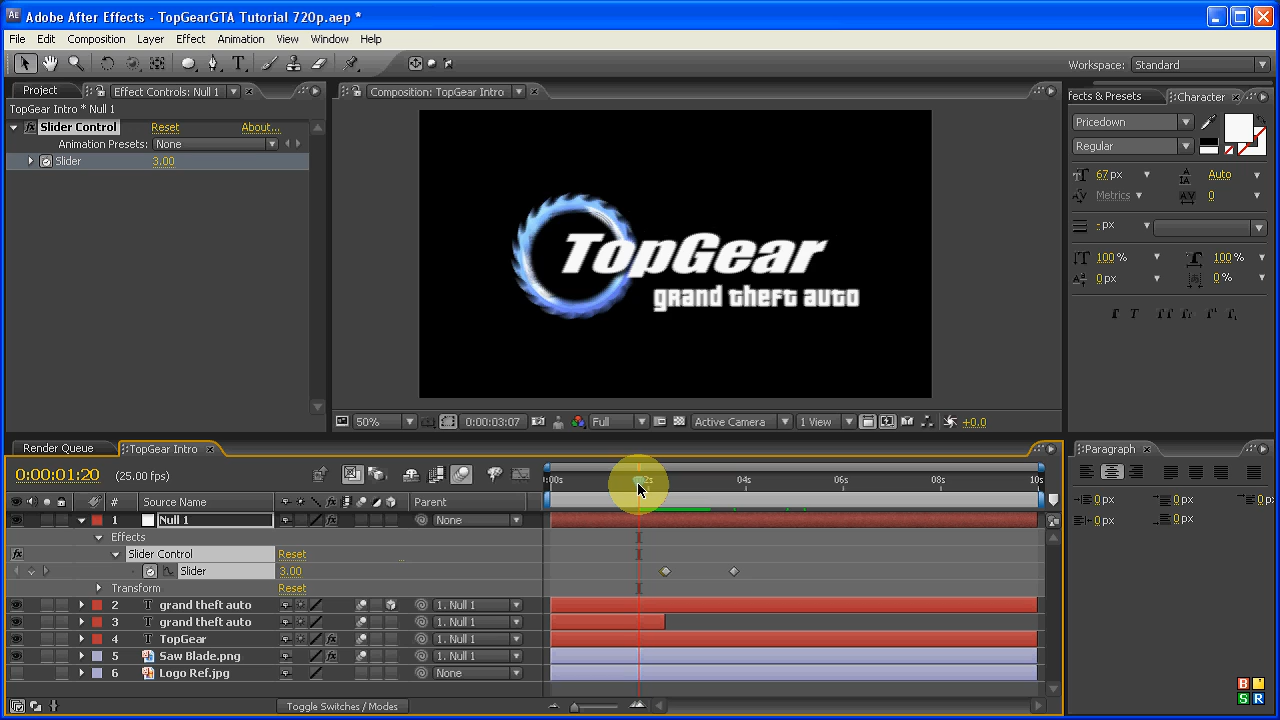 AE Adobe After Effects - TopGearGTA Tutorial 720p.aep *
File Edit Composition Layer Effect Animation View Window Help
Workspace: Standard
Project Effect Controls: Null 1
TopGear Intro * Null 1
Slider Control Reset About...
Animation Presets: None
Slider 3.00
Composition: TopGear Intro
TopGear
grand theft auto
50% 0:00:03:07 Full Active Camera 1 View +0.0
fects & Presets Character
Pricedown
Regular
67 px Auto
Metrics 0
- px
100 % 100 %
0 px 0 %
T T TT Tt
Render Queue TopGear Intro
0:00:01:20 (25.00 fps)
:00s 02s 04s 06s 08s 10s
# Source Name Parent
1 Null 1 None
Effects
Slider Control Reset
Slider 3.00
Transform Reset
2 T grand theft auto 1. Null 1
3 T grand theft auto 1. Null 1
4 T TopGear 1. Null 1
5 Saw Blade.png 1. Null 1
6 Logo Ref.jpg None
Toggle Switches / Modes
Paragraph
0 px 0 px 0 p
0 px 0 px
B
S R